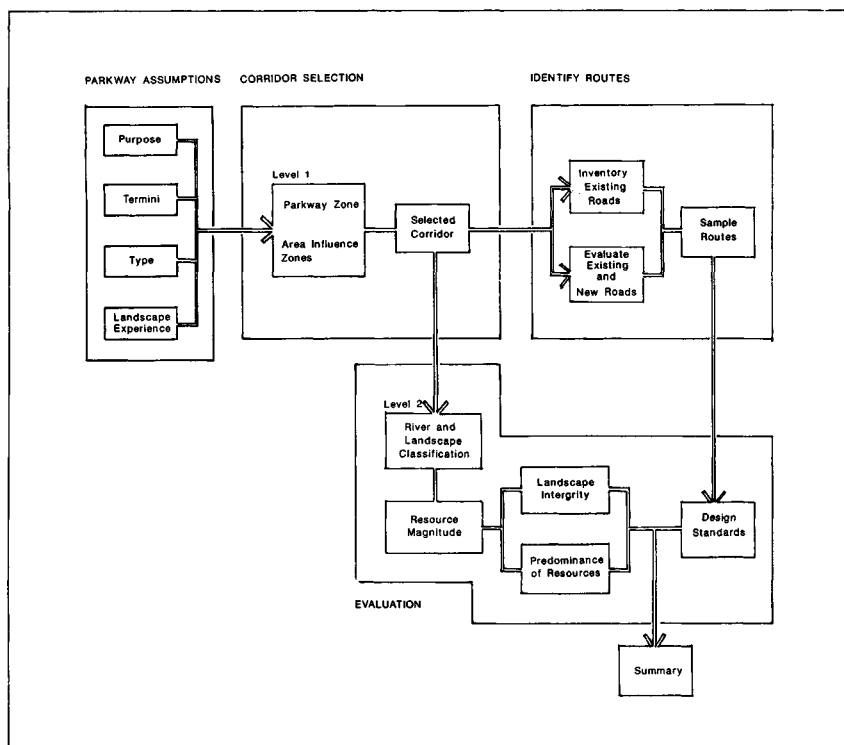 PARKWAY ASSUMPTIONS
Purpose
Termini
Type
Landscape
Experience
CORRIDOR SELECTION
Level 1
Parkway Zone
Area Influence
Zones
Selected
Corridor
IDENTIFY ROUTES
Inventory
Existing
Roads
Evaluate
Existing
and
New Roads
Sample
Routes
Level 2
River and
Landscape
Classification
Resource
Magnitude
Landscape
Intergrity
Predominance
of Resources
Design
Standards
EVALUATION
Summary